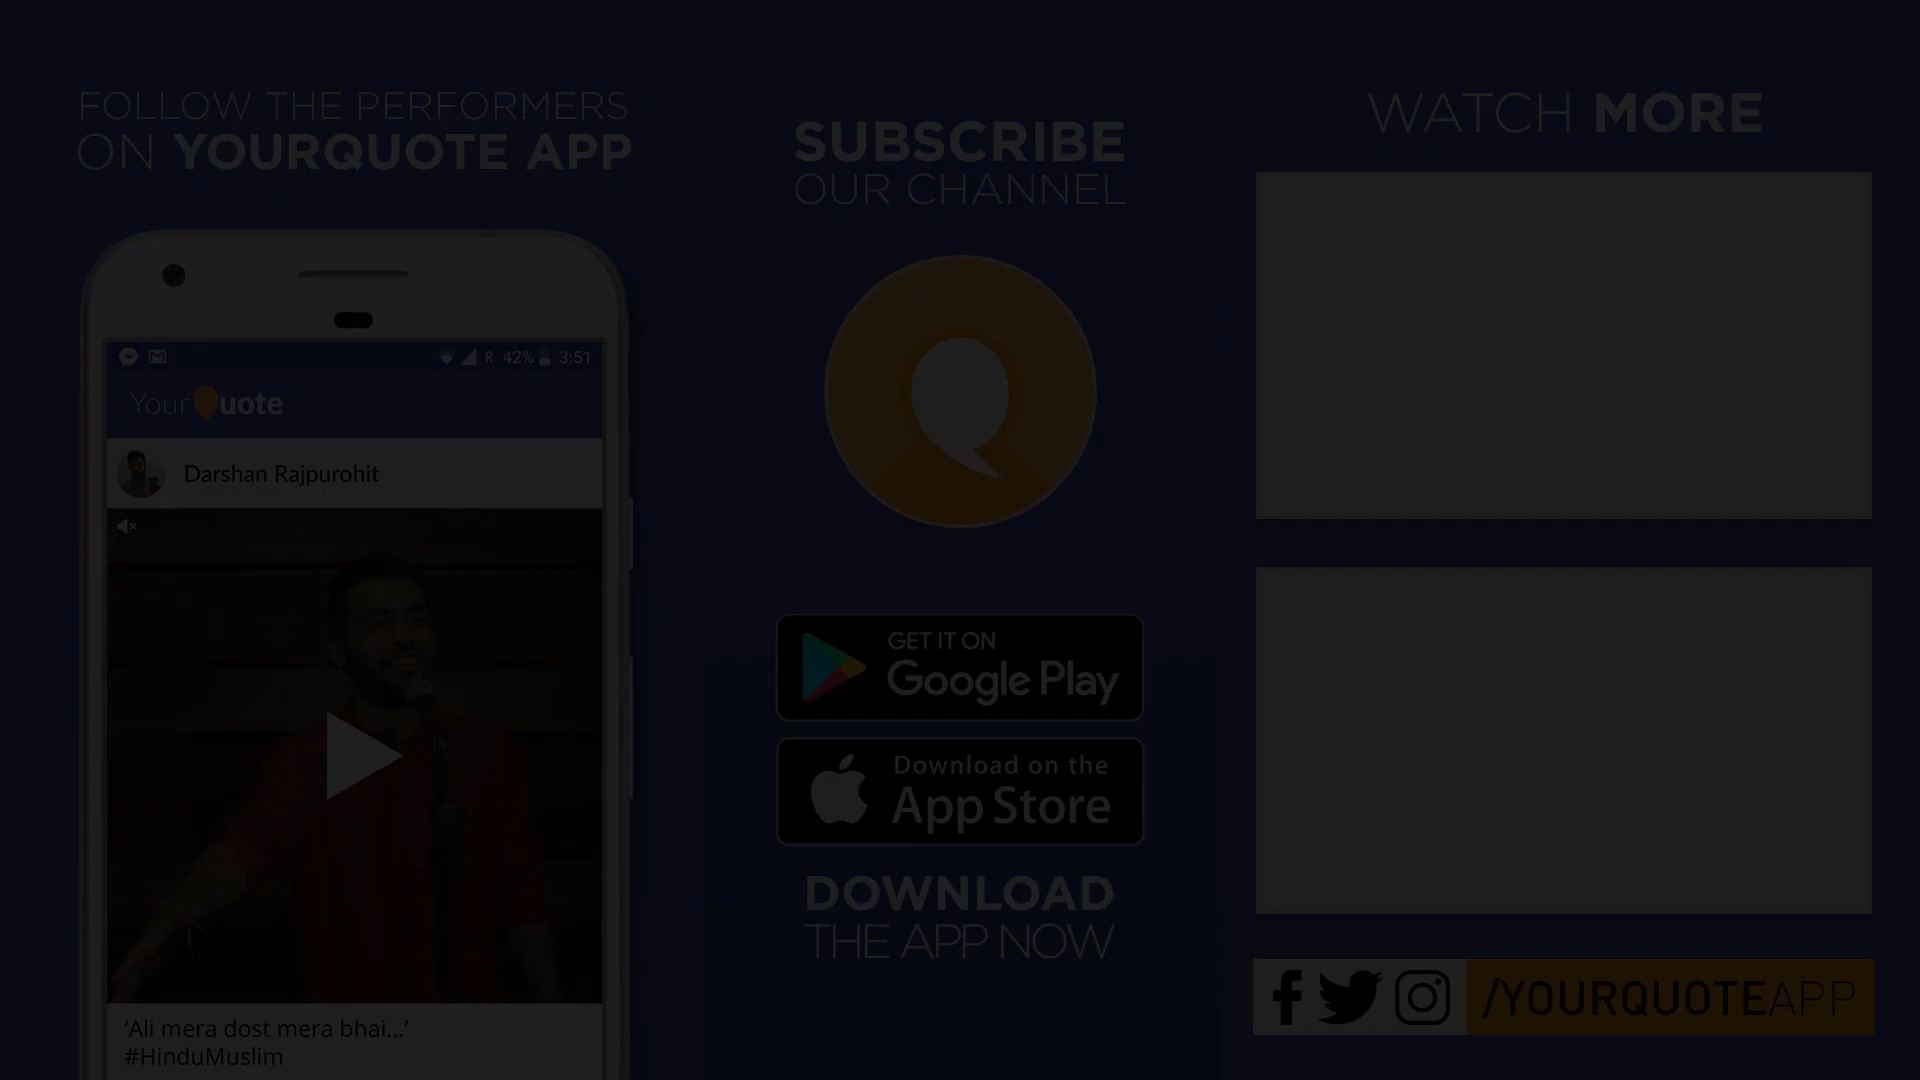 FOLLOW THE PERFORMERS
ON YOURQUOTE APP
R 42% 3:51
YourQuote
Darshan Rajpurohit
‘Ali mera dost mera bhai...’
#HinduMuslim
SUBSCRIBE
OUR CHANNEL
GET IT ON
Google Play
Download on the
App Store
DOWNLOAD
THE APP NOW
WATCH MORE
/YOURQUOTEAPP